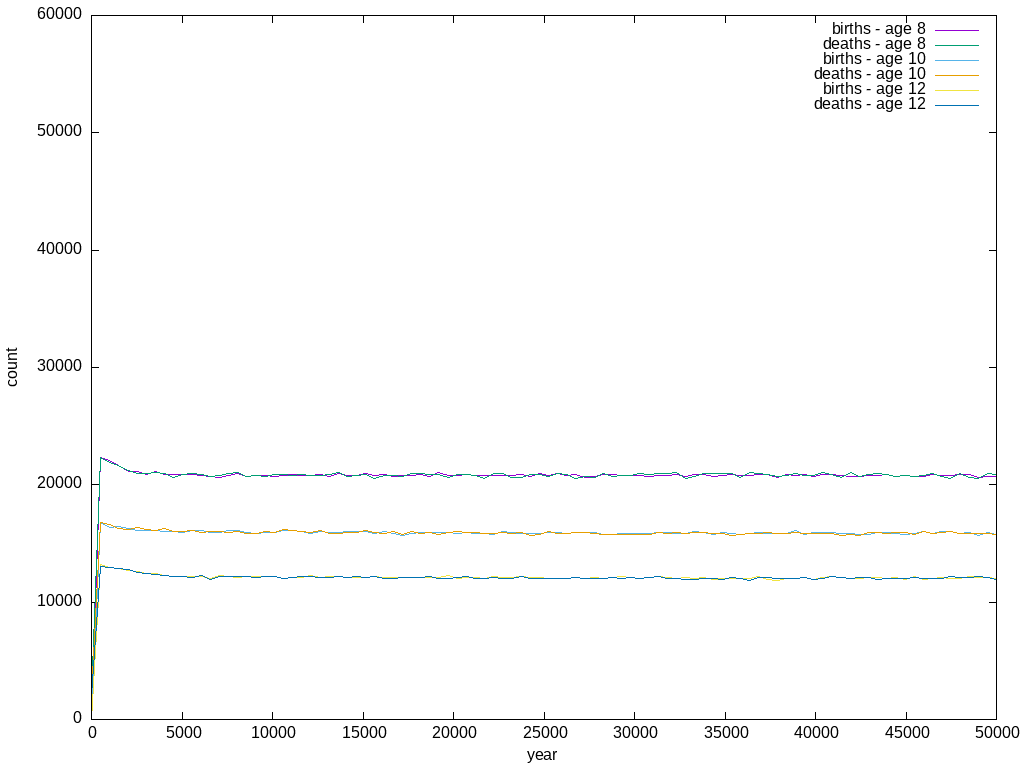 60000
births - age 8
deaths - age 8
births - age 10
deaths - age 10
births - age 12
deaths - age 12
50000
40000
count
30000
20000
10000
0
0 5000 10000 15000 20000 25000 30000 35000 40000 45000 50000
year